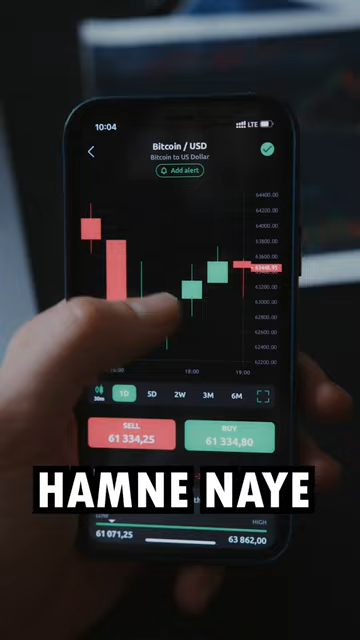 10:04
LTE
Bitcoin / USD
Bitcoin to US Dollar
Add alert
64400.00
64200.00
64000.00
63800.00
63600.00
63448.90
63200.00
63000.00
62800.00
62600.00
62400.00
62200.00
18:00
19:00
30m
1D
5D
2W
3M
6M
SELL
61 334,25
BUY
61 334,80
HAMNE NAYE
LOW
HIGH
61 071,25
63 862,00